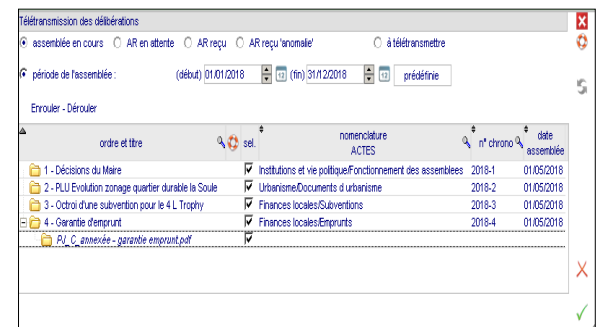 Télétransmission des délibérations
assemblée en cours AR en attente AR reçu AR reçu 'anomalie' à télétransmettre
période de l'assemblée : (début) 01/01/2018 (fin) 31/12/2018 prédéfinie
Enrouler - Dérouler
ordre et titre sel. nomenclature ACTES n° chrono date assemblée
1 - Décisions du Maire Institutions et vie politique/Fonctionnement des assemblees 2018-1 01/05/2018
2 - PLU Evolution zonage quartier durable la Soule Urbanisme/Documents d urbanisme 2018-2 01/05/2018
3 - Octroi d'une subvention pour le 4 L Trophy Finances locales/Subventions 2018-3 01/05/2018
4 - Garantie d'emprunt Finances locales/Emprunts 2018-4 01/05/2018
PJ_C_annexée - garantie emprunt.pdf